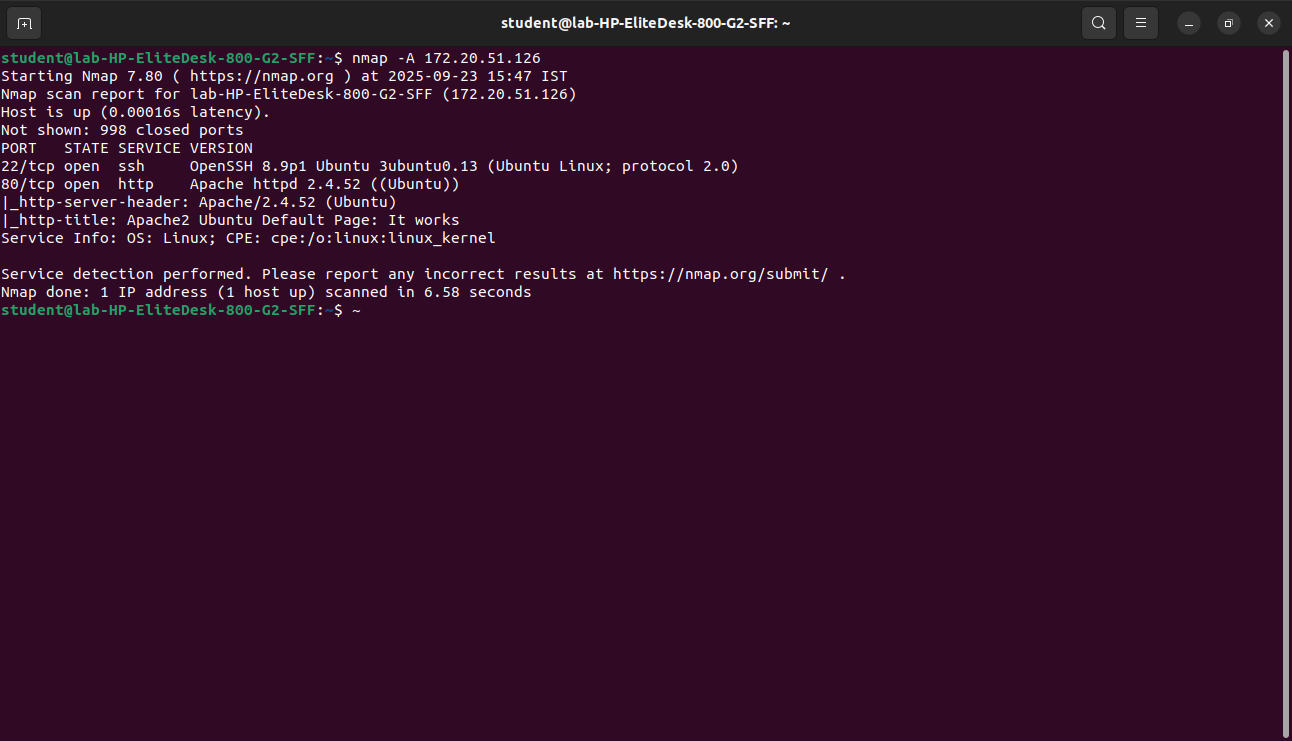 student@lab-HP-EliteDesk-800-G2-SFF: ~
student@lab-HP-EliteDesk-800-G2-SFF:~$ nmap -A 172.20.51.126
Starting Nmap 7.80 ( https://nmap.org ) at 2025-09-23 15:47 IST
Nmap scan report for lab-HP-EliteDesk-800-G2-SFF (172.20.51.126)
Host is up (0.00016s latency).
Not shown: 998 closed ports
PORT   STATE SERVICE VERSION
22/tcp open  ssh     OpenSSH 8.9p1 Ubuntu 3ubuntu0.13 (Ubuntu Linux; protocol 2.0)
80/tcp open  http    Apache httpd 2.4.52 ((Ubuntu))
|_http-server-header: Apache/2.4.52 (Ubuntu)
|_http-title: Apache2 Ubuntu Default Page: It works
Service Info: OS: Linux; CPE: cpe:/o:linux:linux_kernel

Service detection performed. Please report any incorrect results at https://nmap.org/submit/ .
Nmap done: 1 IP address (1 host up) scanned in 6.58 seconds
student@lab-HP-EliteDesk-800-G2-SFF:~$ ~